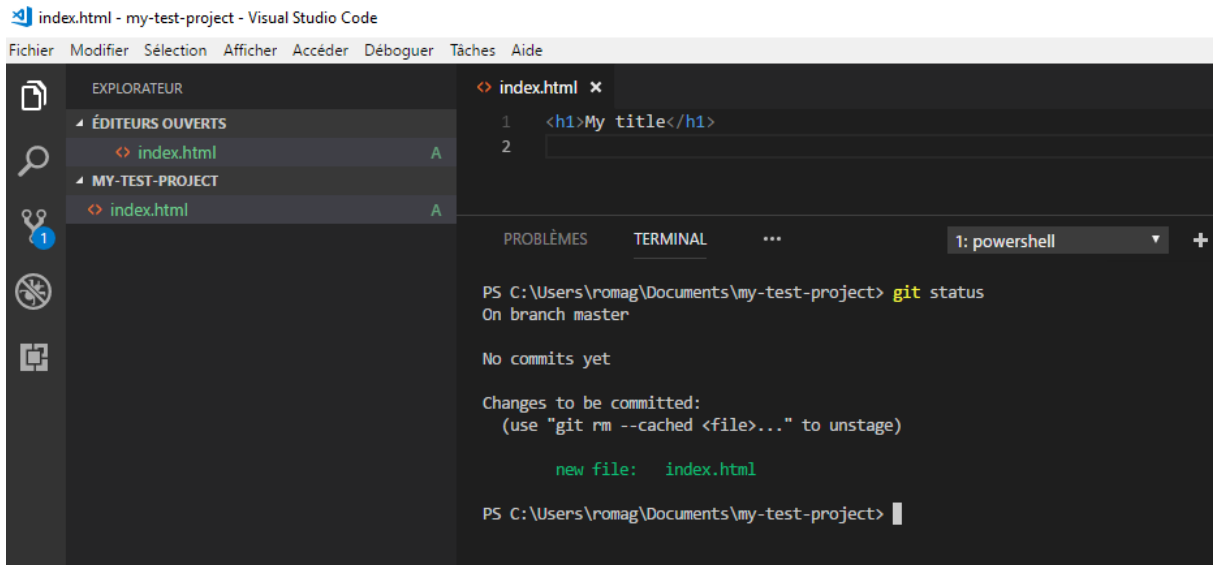 index.html - my-test-project - Visual Studio Code
Fichier Modifier Sélection Afficher Accéder Déboguer Tâches Aide
EXPLORATEUR
ÉDITEURS OUVERTS
index.html A
MY-TEST-PROJECT
index.html A
1
index.html
1 <h1>My title</h1>
2
PROBLÈMES TERMINAL ••• 1: powershell
PS C:\Users\romag\Documents\my-test-project> git status
On branch master
No commits yet
Changes to be committed:
(use "git rm --cached <file>..." to unstage)
new file: index.html
PS C:\Users\romag\Documents\my-test-project>